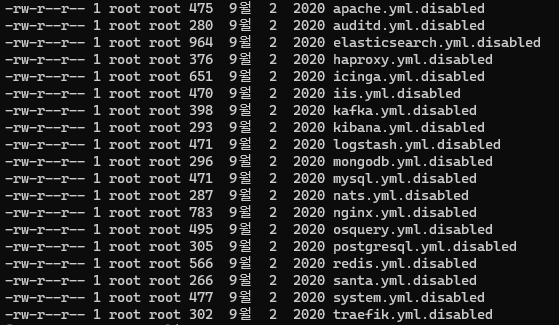 -rw-r--r-- 1 root root 475  9월  2  2020 apache.yml.disabled
-rw-r--r-- 1 root root 280  9월  2  2020 auditd.yml.disabled
-rw-r--r-- 1 root root 964  9월  2  2020 elasticsearch.yml.disabled
-rw-r--r-- 1 root root 376  9월  2  2020 haproxy.yml.disabled
-rw-r--r-- 1 root root 651  9월  2  2020 icinga.yml.disabled
-rw-r--r-- 1 root root 470  9월  2  2020 iis.yml.disabled
-rw-r--r-- 1 root root 398  9월  2  2020 kafka.yml.disabled
-rw-r--r-- 1 root root 293  9월  2  2020 kibana.yml.disabled
-rw-r--r-- 1 root root 471  9월  2  2020 logstash.yml.disabled
-rw-r--r-- 1 root root 296  9월  2  2020 mongodb.yml.disabled
-rw-r--r-- 1 root root 471  9월  2  2020 mysql.yml.disabled
-rw-r--r-- 1 root root 287  9월  2  2020 nats.yml.disabled
-rw-r--r-- 1 root root 783  9월  2  2020 nginx.yml.disabled
-rw-r--r-- 1 root root 495  9월  2  2020 osquery.yml.disabled
-rw-r--r-- 1 root root 305  9월  2  2020 postgresql.yml.disabled
-rw-r--r-- 1 root root 566  9월  2  2020 redis.yml.disabled
-rw-r--r-- 1 root root 266  9월  2  2020 santa.yml.disabled
-rw-r--r-- 1 root root 477  9월  2  2020 system.yml.disabled
-rw-r--r-- 1 root root 302  9월  2  2020 traefik.yml.disabled